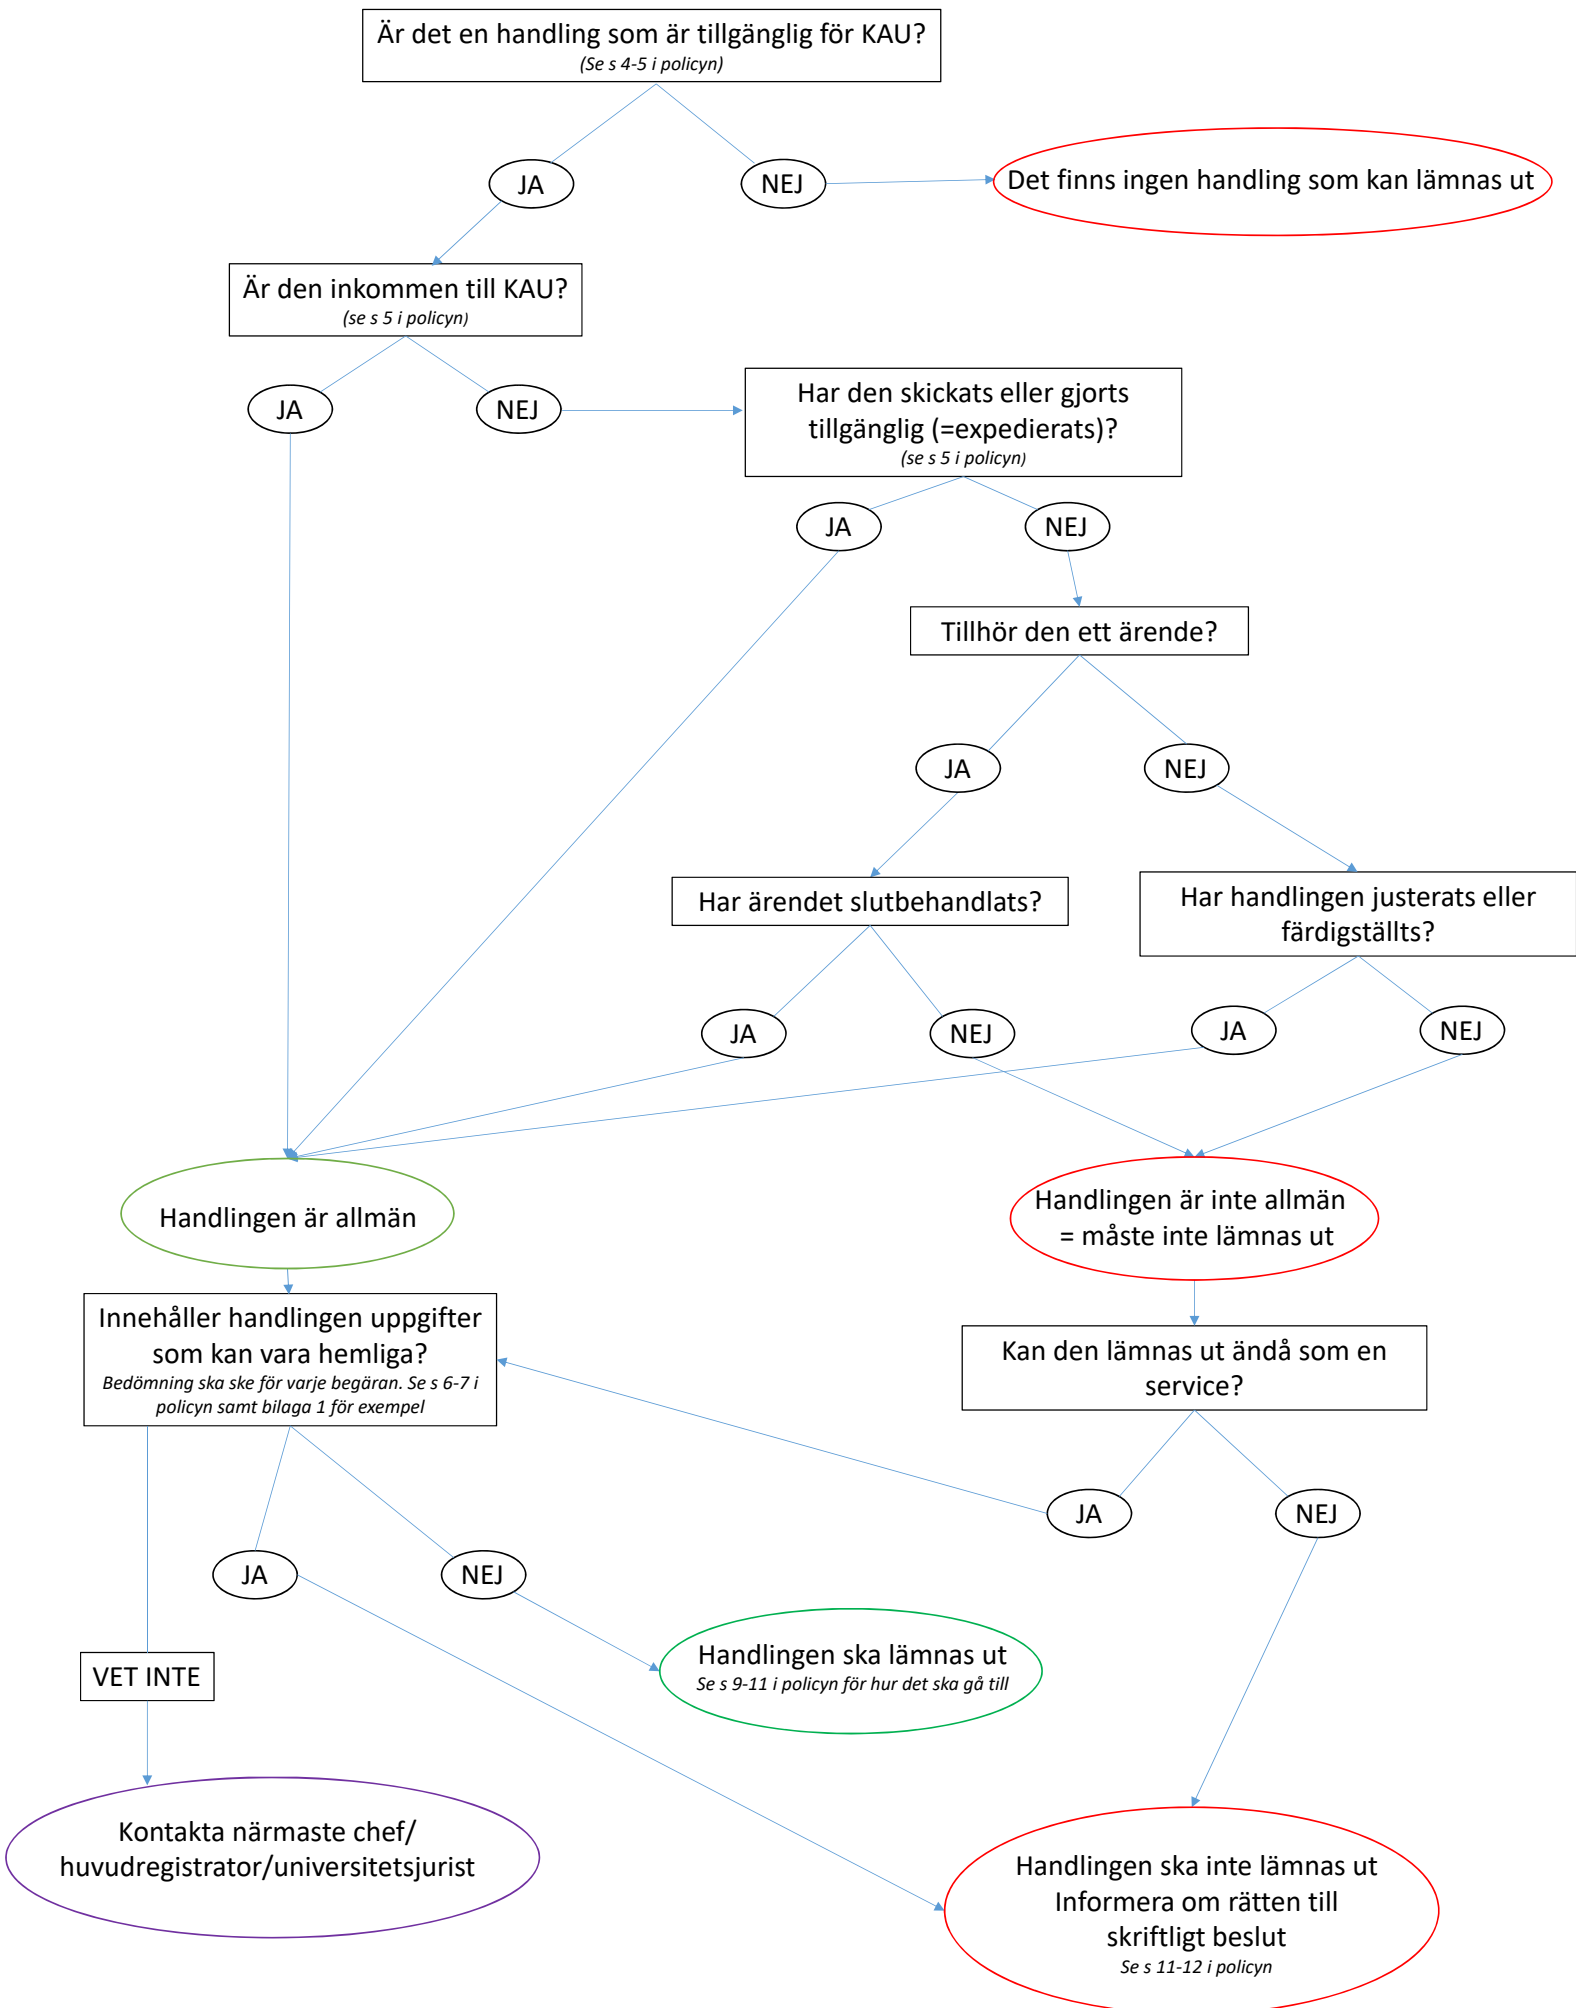 Är det en handling som är tillgänglig för KAU?
(Se s 4-5 i policyn)
JA
NEJ
Det finns ingen handling som kan lämnas ut
Är den inkommen till KAU?
(se s 5 i policyn)
JA
NEJ
Har den skickats eller gjorts
tillgänglig (=expedierats)?
(se s 5 i policyn)
JA
NEJ
Tillhör den ett ärende?
JA
NEJ
Har ärendet slutbehandlats?
Har handlingen justerats eller
färdigställts?
JA
NEJ
JA
NEJ
Handlingen är allmän
Handlingen är inte allmän
= måste inte lämnas ut
Innehåller handlingen uppgifter
som kan vara hemliga?
Bedömning ska ske för varje begäran. Se s 6-7 i
policyn samt bilaga 1 för exempel
Kan den lämnas ut ändå som en
service?
JA
NEJ
JA
NEJ
VET INTE
Handlingen ska lämnas ut
Se s 9-11 i policyn för hur det ska gå till
Kontakta närmaste chef/
huvudregistrator/universitetsjurist
Handlingen ska inte lämnas ut
Informera om rätten till
skriftligt beslut
Se s 11-12 i policyn